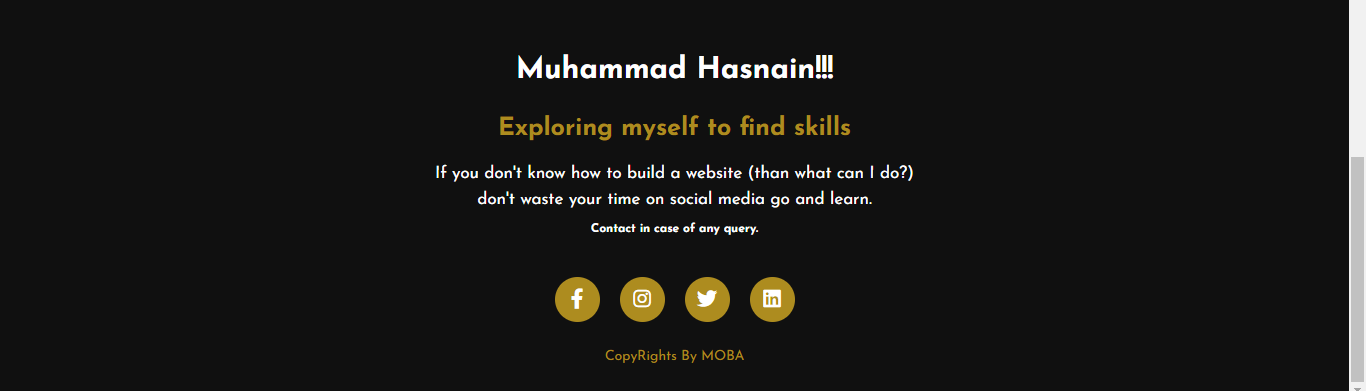 Muhammad Hasnain!!!
Exploring myself to find skills
If you don't know how to build a website (than what can I do?)
don't waste your time on social media go and learn.
Contact in case of any query.
CopyRights By MOBA